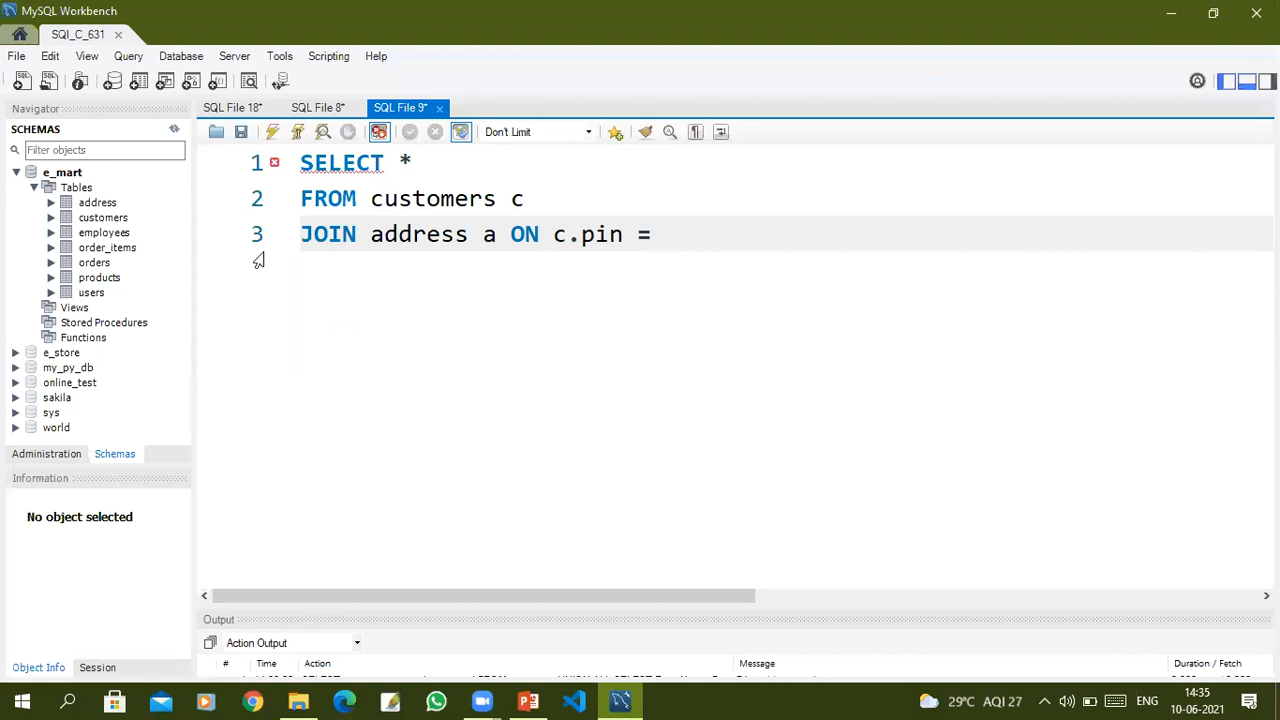 MySQL Workbench
SQL_C_631
File Edit View Query Database Server Tools Scripting Help
Navigator
SCHEMAS
Filter objects
e_mart
Tables
address
customers
employees
order_items
orders
products
users
Views
Stored Procedures
Functions
e_store
my_py_db
online_test
sakila
sys
world
Administration Schemas
Information
No object selected
Object Info Session
SQL File 18* SQL File 8* SQL File 9*
Don't Limit
1 SELECT *
2 FROM customers c
3 JOIN address a ON c.pin =
Output
Action Output
# Time Action Message Duration / Fetch
29°C AQI 27 ENG 14:35
10-06-2021